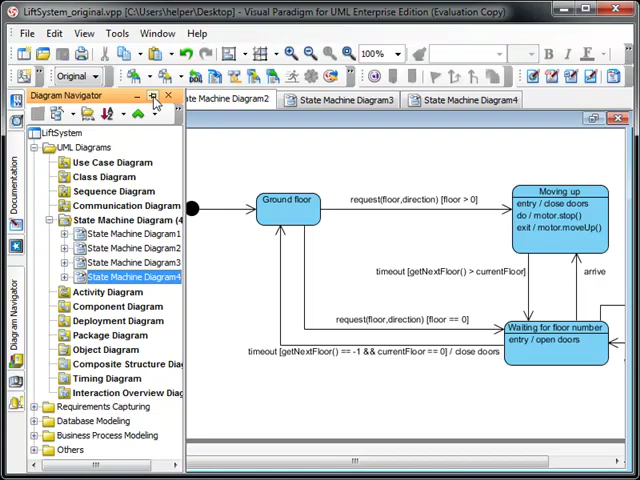 LiftSystem_original.vpp [C:\Users\helper\Desktop] - Visual Paradigm for UML Enterprise Edition (Evaluation Copy)
File Edit View Tools Window Help
100%
Original
Diagram Navigator
ate Machine Diagram2
State Machine Diagram3
State Machine Diagram4
Documentation
Diagram Navigator
LiftSystem
UML Diagrams
Use Case Diagram
Class Diagram
Sequence Diagram
Communication Diagram
State Machine Diagram (4
State Machine Diagram1
State Machine Diagram2
State Machine Diagram3
State Machine Diagram4
Activity Diagram
Component Diagram
Deployment Diagram
Package Diagram
Object Diagram
Composite Structure Dia
Timing Diagram
Interaction Overview Diag
Requirements Capturing
Database Modeling
Business Process Modeling
Others
Ground floor
request(floor,direction) [floor > 0]
Moving up
entry / close doors
do / motor.stop()
exit / motor.moveUp()
timeout [getNextFloor() > currentFloor]
arrive
request(floor,direction) [floor == 0]
Waiting for floor number
entry / open doors
timeout [getNextFloor() == -1 && currentFloor == 0] / close doors